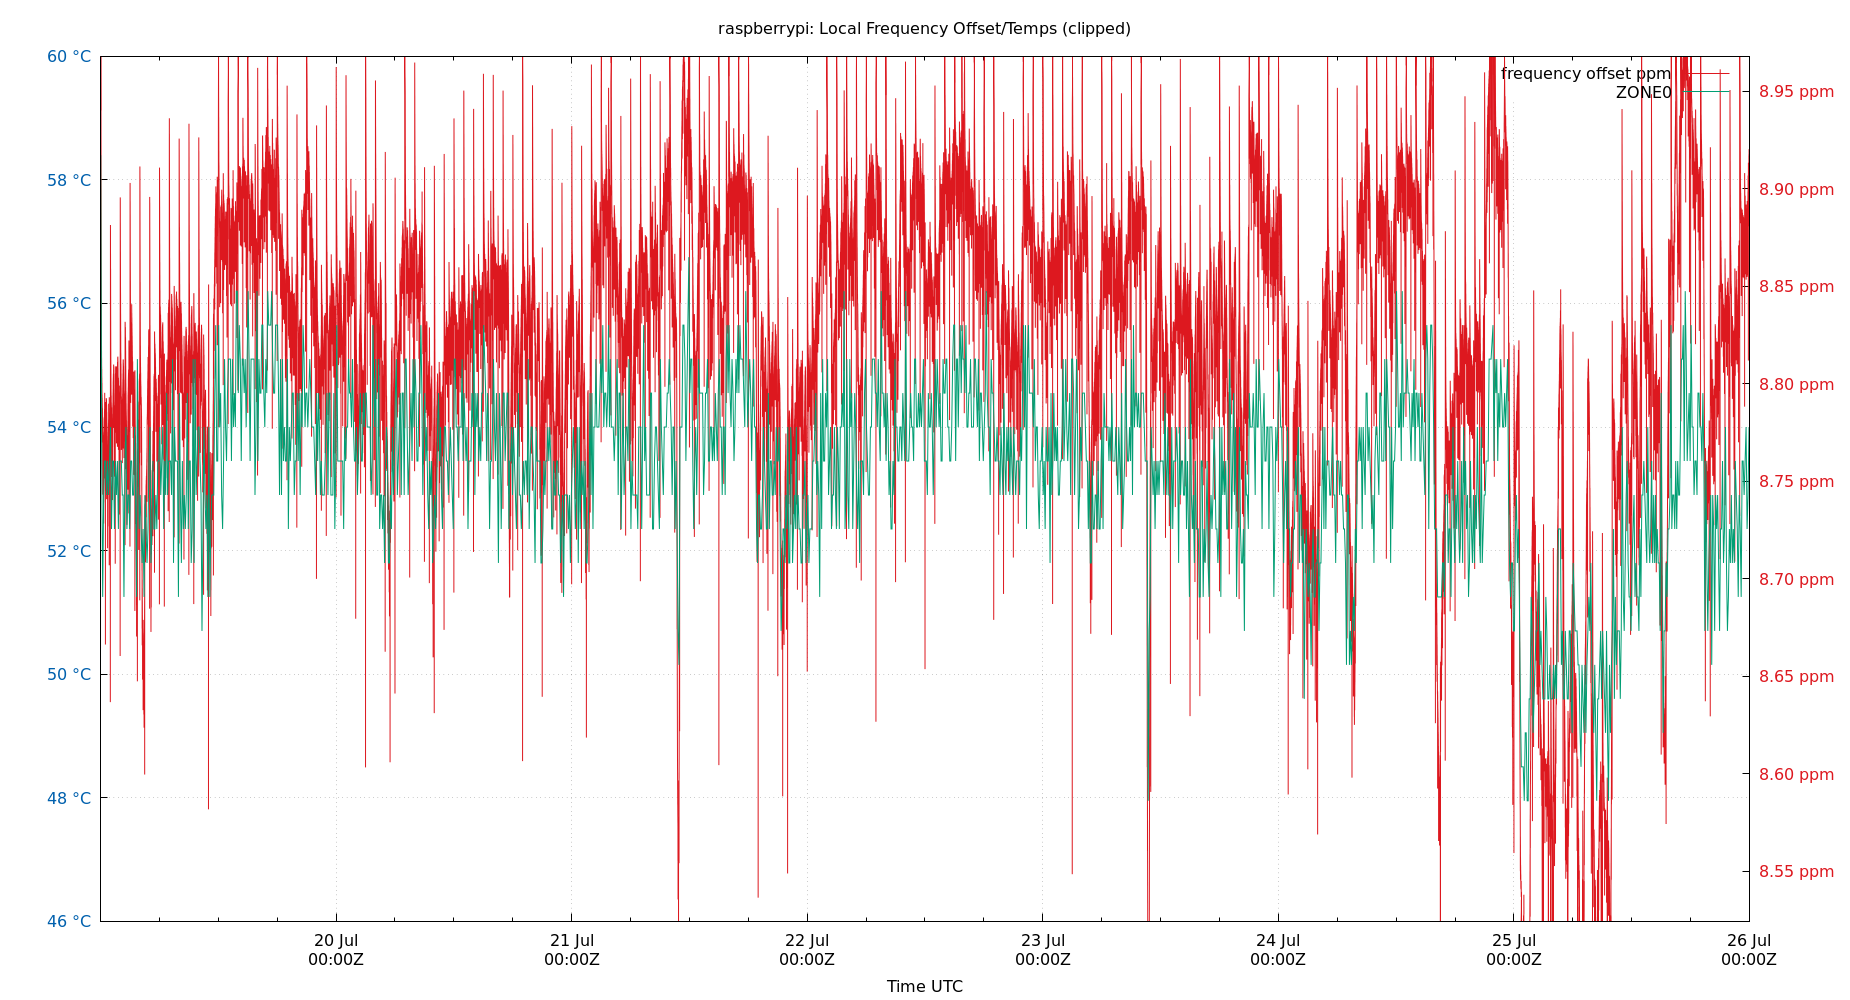 raspberrypi: Local Frequency Offset/Temps (clipped)
60 °C
58 °C
56 °C
54 °C
52 °C
50 °C
48 °C
46 °C
frequency offset ppm
ZONE0
8.95 ppm
8.90 ppm
8.85 ppm
8.80 ppm
8.75 ppm
8.70 ppm
8.65 ppm
8.60 ppm
8.55 ppm
20 Jul
00:00Z
21 Jul
00:00Z
22 Jul
00:00Z
23 Jul
00:00Z
24 Jul
00:00Z
25 Jul
00:00Z
26 Jul
00:00Z
Time UTC